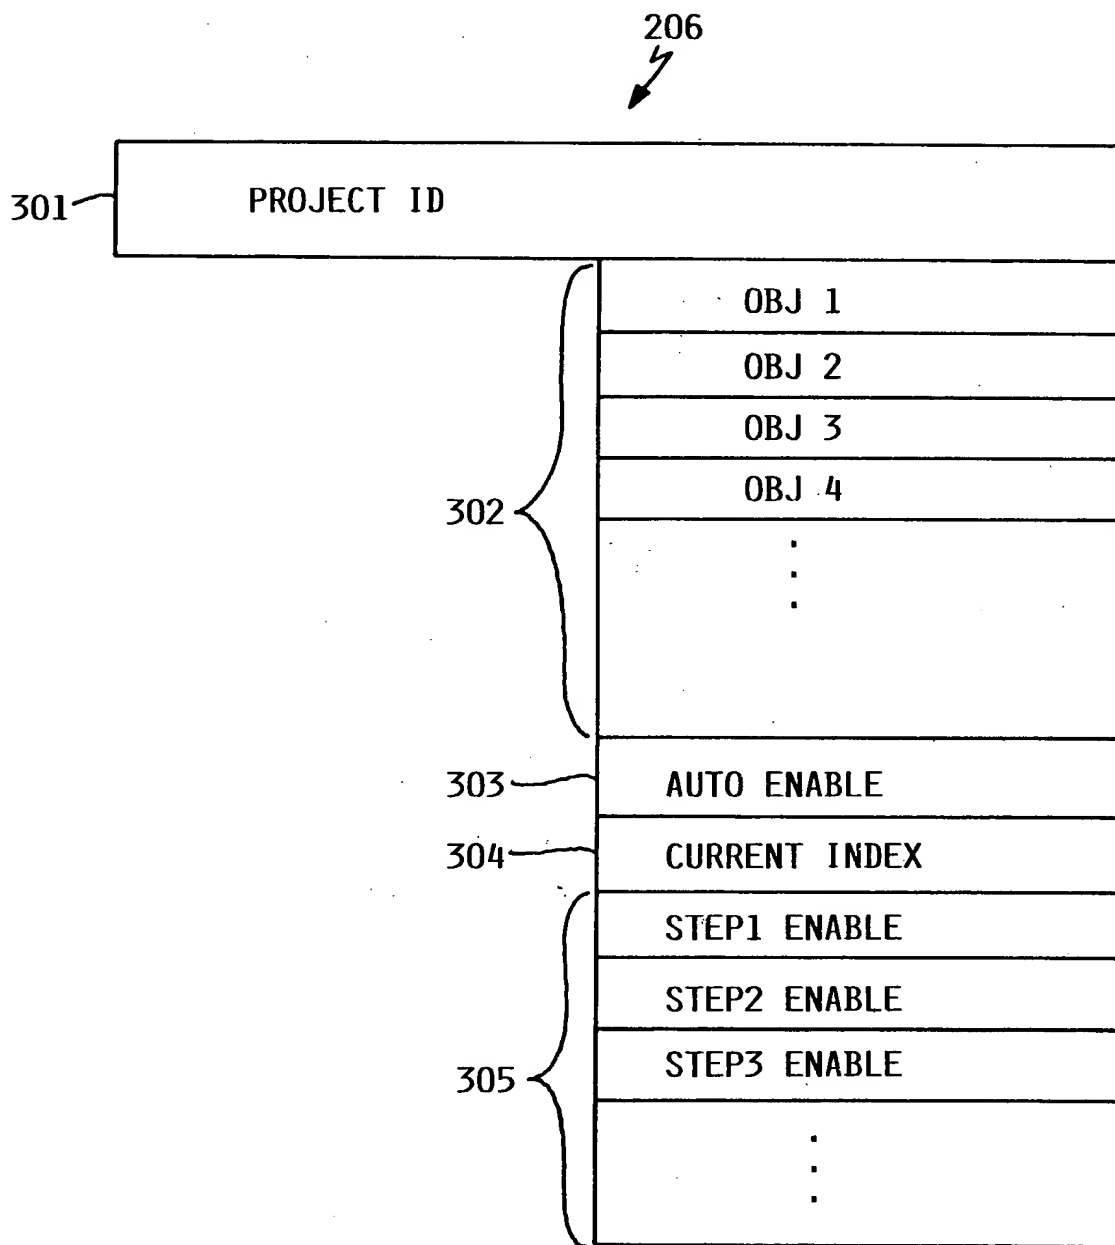 206
301 PROJECT ID
OBJ 1
OBJ 2
OBJ 3
OBJ 4
302
303 AUTO ENABLE
304 CURRENT INDEX
STEP1 ENABLE
STEP2 ENABLE
STEP3 ENABLE
305